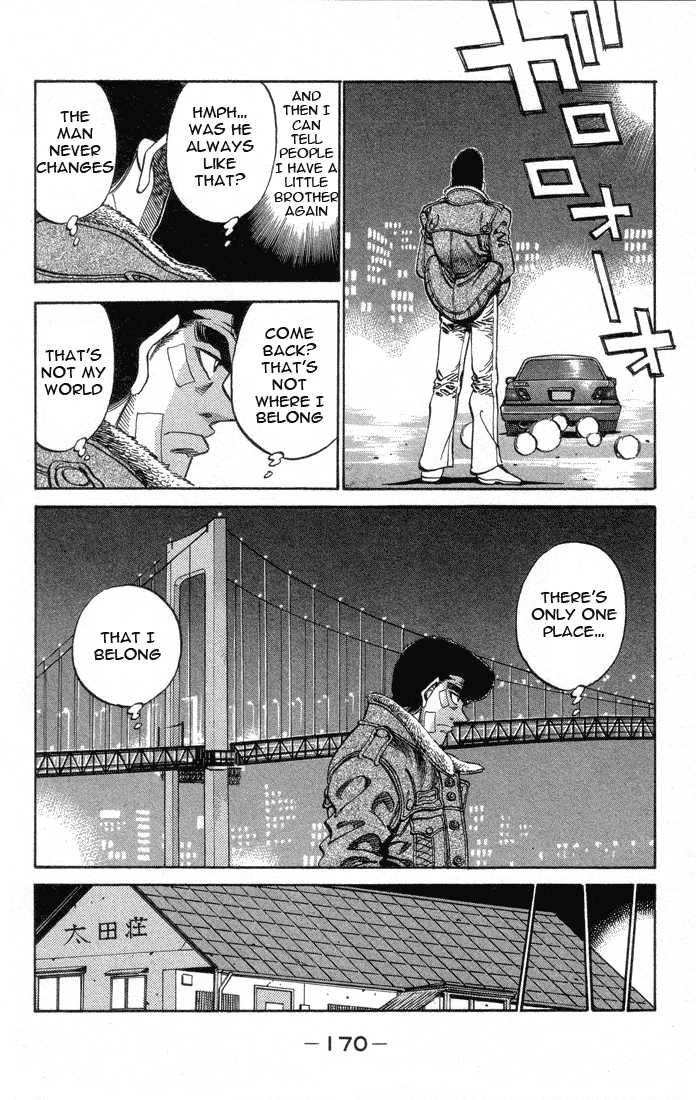 ドロロオーオ
AND
THEN I
CAN
TELL
PEOPLE
I HAVE A
LITTLE
BROTHER
AGAIN
HMPH...
WAS HE
ALWAYS
LIKE
THAT?
THE
MAN
NEVER
CHANGES
COME
BACK?
THAT'S
NOT
WHERE I
BELONG
THAT'S
NOT MY
WORLD
THERE'S
ONLY ONE
PLACE...
THAT I
BELONG
太田荘
—170—